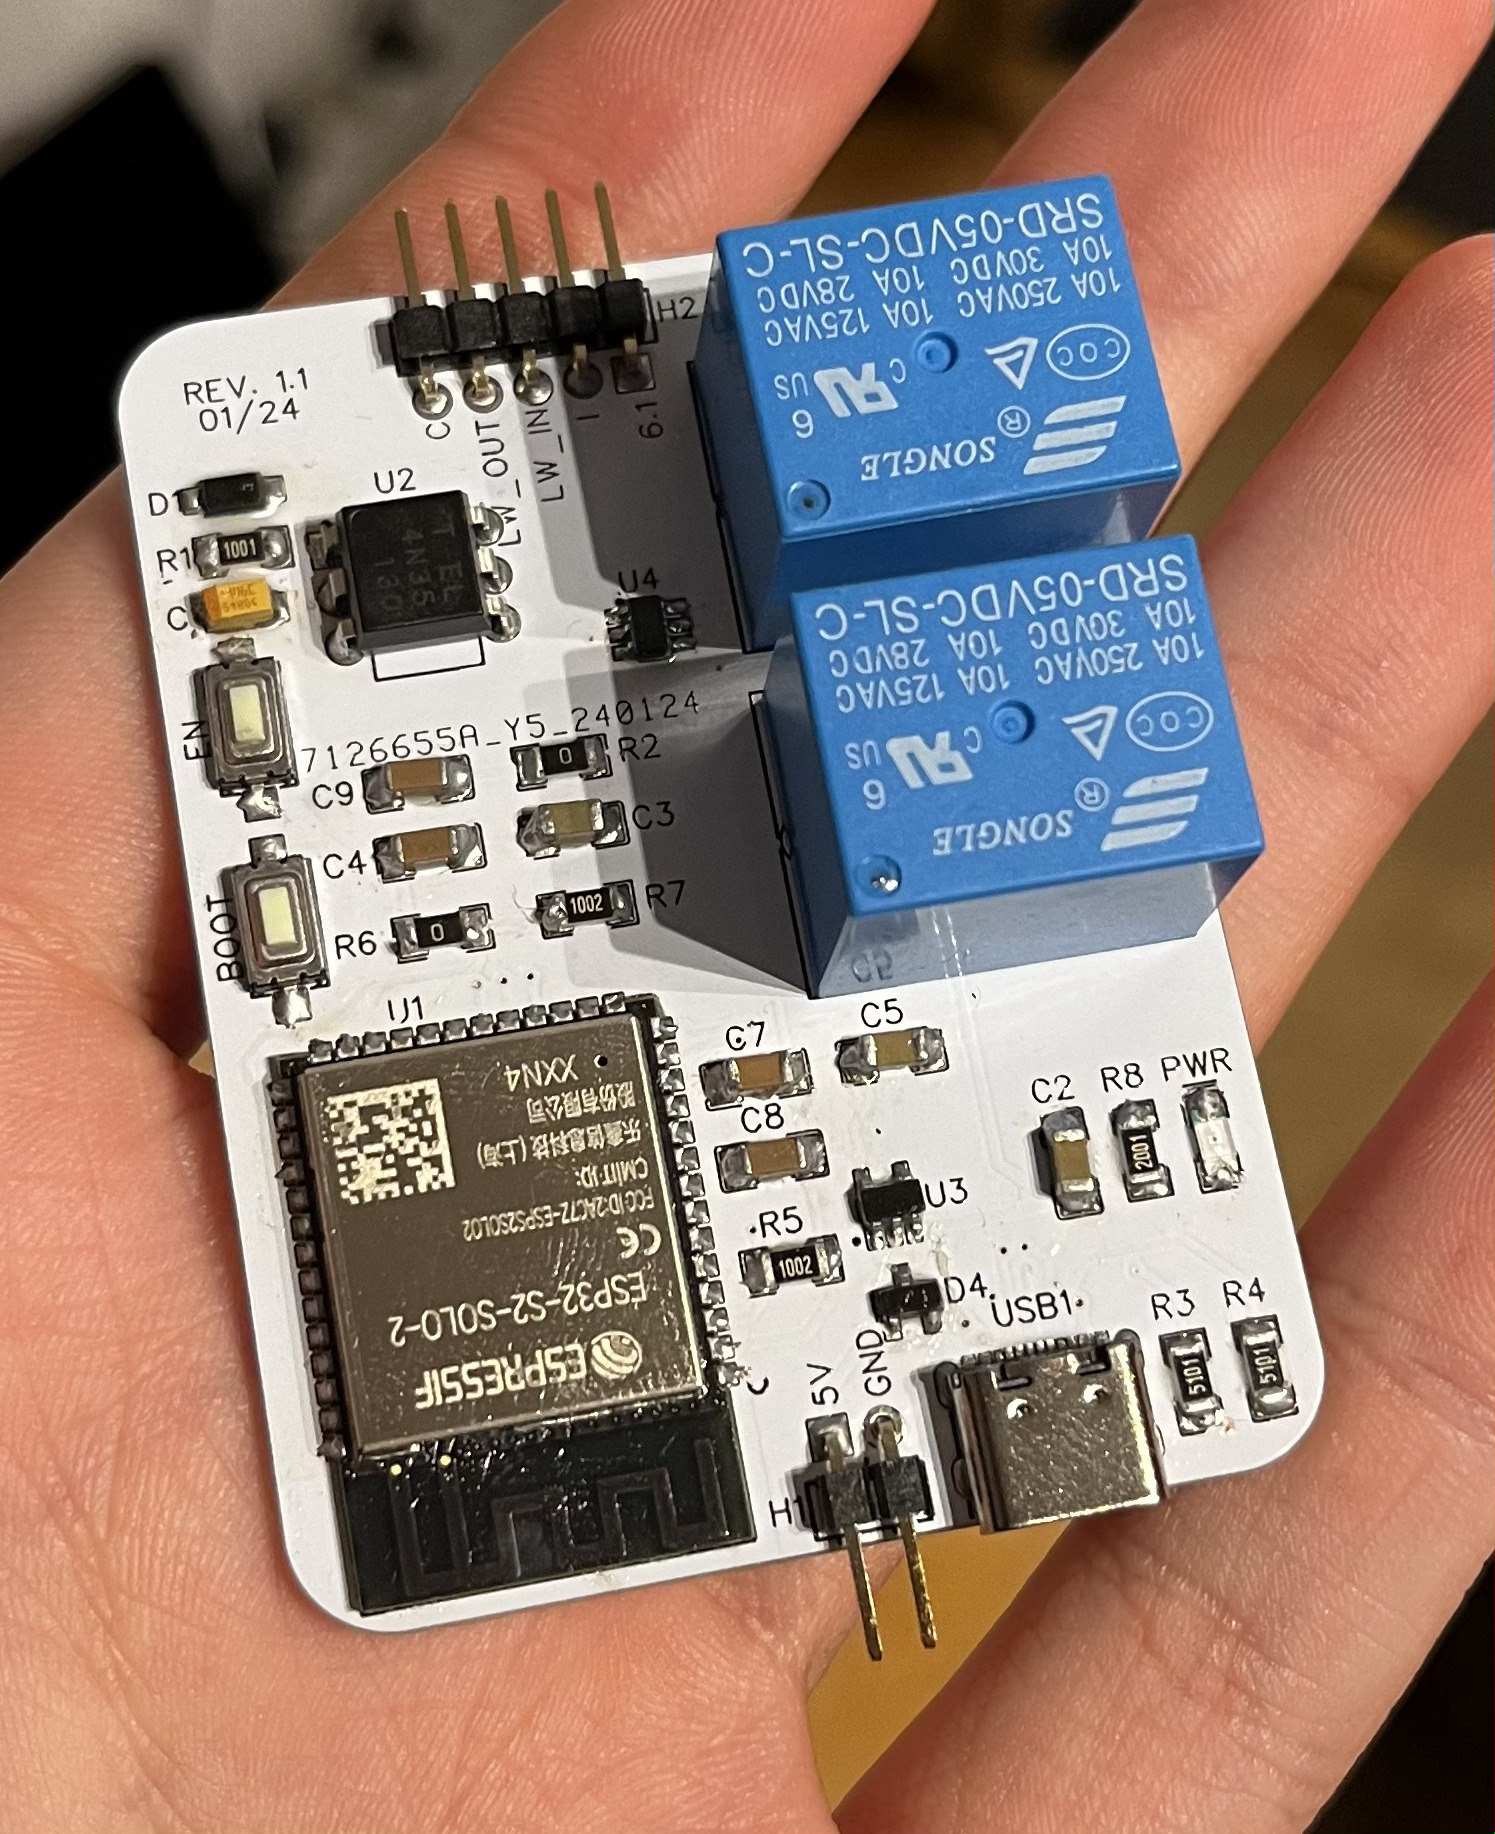 H2
C
LW_OUT
LW_IN
I
6.1
REV. 1.1
01/24
D1
U2
R1
1001
4N35
C
U4
EN
7126655A_Y5_240124
C9
0
R2
C4
C3
BOOT
R6
0
1002
R7
SONGLE
®
6
C
US
CQC
10A 250VAC 10A 125VAC
10A 30VDC 10A 28VDC
SRD-05VDC-SL-C
SONGLE
®
6
C
US
CQC
10A 250VAC 10A 125VAC
10A 30VDC 10A 28VDC
SRD-05VDC-SL-C
U1
ESPRESSIF
ESP32-S2-SOLO-2
CE
FCC ID:2AC7Z-ESPS2SOLO2
CMIIT ID:
乐鑫信息科技(上海)
股份有限公司
XXN4
C7
C5
C8
C2
R8
2001
PWR
U3
R5
1002
D4
USB1
R3
5101
R4
5101
5V
GND
H1